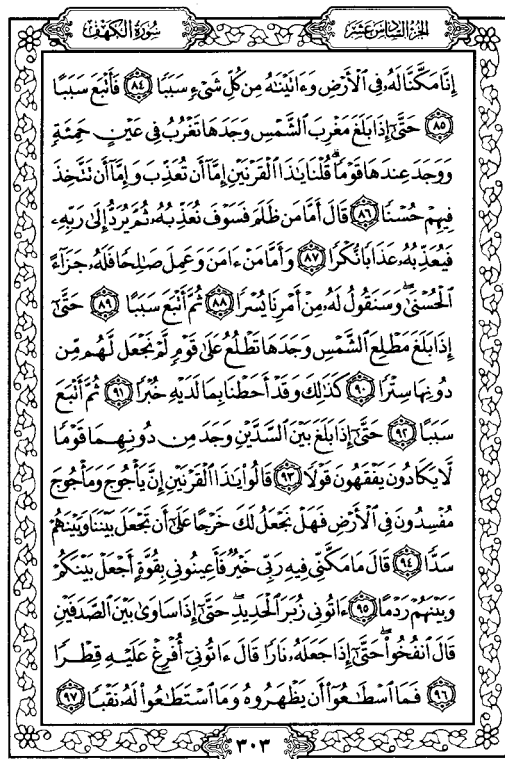 الجزء السادس عشر
سورة الكهف
إِنَّا مَكَّنَّا لَهُۥ فِى ٱلْأَرْضِ وَءَاتَيْنَٰهُ مِن كُلِّ شَىْءٍ سَبَبًا ٨٤ فَأَتْبَعَ سَبَبًا
٨٥ حَتَّىٰٓ إِذَا بَلَغَ مَغْرِبَ ٱلشَّمْسِ وَجَدَهَا تَغْرُبُ فِى عَيْنٍ حَمِئَةٍ
وَوَجَدَ عِندَهَا قَوْمًا ۗ قُلْنَا يَٰذَا ٱلْقَرْنَيْنِ إِمَّآ أَن تُعَذِّبَ وَإِمَّآ أَن تَتَّخِذَ
فِيهِمْ حُسْنًا ٨٦ قَالَ أَمَّا مَن ظَلَمَ فَسَوْفَ نُعَذِّبُهُۥ ثُمَّ يُرَدُّ إِلَىٰ رَبِّهِۦ
فَيُعَذِّبُهُۥ عَذَابًا نُّكْرًا ٨٧ وَأَمَّا مَنْ ءَامَنَ وَعَمِلَ صَٰلِحًا فَلَهُۥ جَزَآءً
ٱلْحُسْنَىٰ ۖ وَسَنَقُولُ لَهُۥ مِنْ أَمْرِنَا يُسْرًا ٨٨ ثُمَّ أَتْبَعَ سَبَبًا ٨٩ حَتَّىٰٓ
إِذَا بَلَغَ مَطْلِعَ ٱلشَّمْسِ وَجَدَهَا تَطْلُعُ عَلَىٰ قَوْمٍ لَّمْ نَجْعَل لَّهُم مِّن
دُونِهَا سِتْرًا ٩٠ كَذَٰلِكَ وَقَدْ أَحَطْنَا بِمَا لَدَيْهِ خُبْرًا ٩١ ثُمَّ أَتْبَعَ
سَبَبًا ٩٢ حَتَّىٰٓ إِذَا بَلَغَ بَيْنَ ٱلسَّدَّيْنِ وَجَدَ مِن دُونِهِمَا قَوْمًا
لَّا يَكَادُونَ يَفْقَهُونَ قَوْلًا ٩٣ قَالُوا۟ يَٰذَا ٱلْقَرْنَيْنِ إِنَّ يَأْجُوجَ وَمَأْجُوجَ
مُفْسِدُونَ فِى ٱلْأَرْضِ فَهَلْ نَجْعَلُ لَكَ خَرْجًا عَلَىٰٓ أَن تَجْعَلَ بَيْنَنَا وَبَيْنَهُمْ
سَدًّا ٩٤ قَالَ مَا مَكَّنِّى فِيهِ رَبِّى خَيْرٌ فَأَعِينُونِى بِقُوَّةٍ أَجْعَلْ بَيْنَكُمْ
وَبَيْنَهُمْ رَدْمًا ٩٥ ءَاتُونِى زُبَرَ ٱلْحَدِيدِ ۖ حَتَّىٰٓ إِذَا سَاوَىٰ بَيْنَ ٱلصَّدَفَيْنِ
قَالَ ٱنفُخُوا۟ ۖ حَتَّىٰٓ إِذَا جَعَلَهُۥ نَارًا قَالَ ءَاتُونِىٓ أُفْرِغْ عَلَيْهِ قِطْرًا
٩٦ فَمَا ٱسْطَٰعُوٓا۟ أَن يَظْهَرُوهُ وَمَا ٱسْتَطَٰعُوا۟ لَهُۥ نَقْبًا ٩٧
٣٠٣